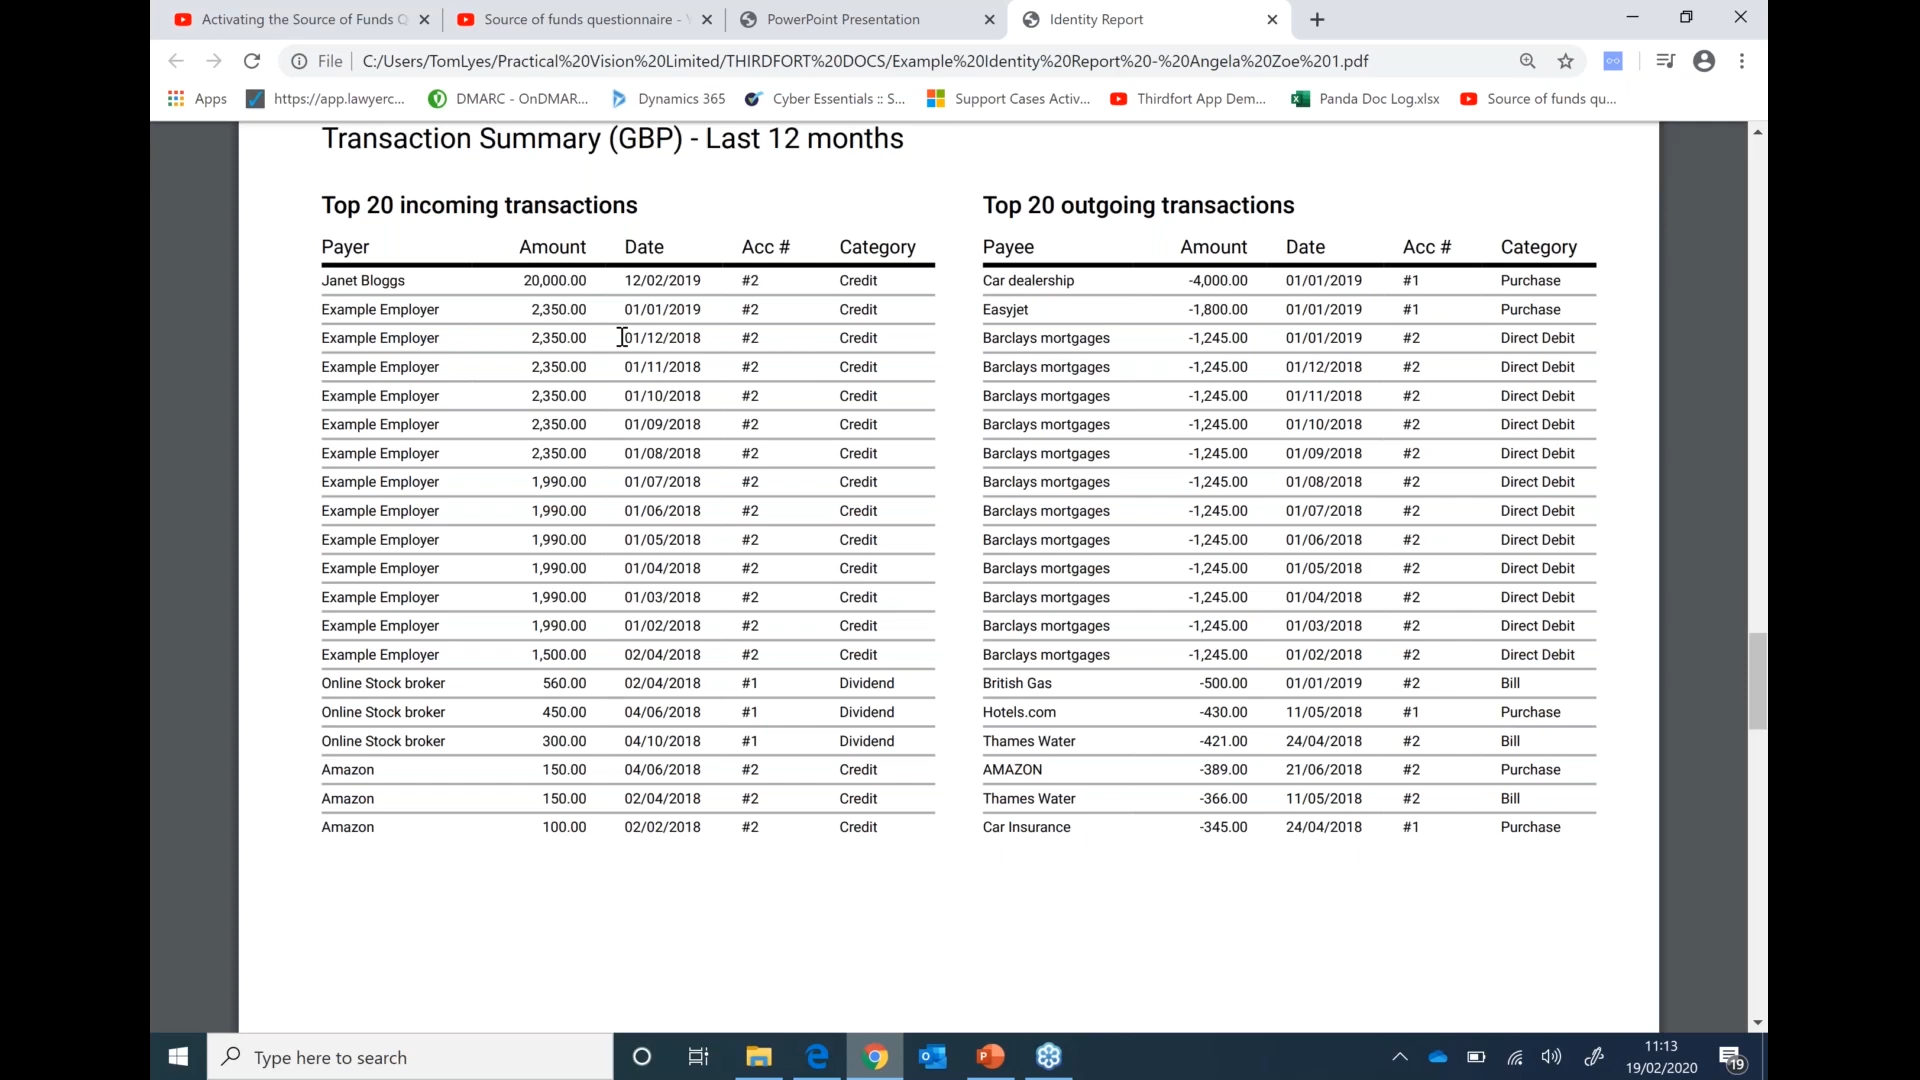 Activating the Source of Funds Q
Source of funds questionnaire - Y
PowerPoint Presentation
Identity Report
File
C:/Users/TomLyes/Practical%20Vision%20Limited/THIRDFORT%20DOCS/Example%20Identity%20Report%20-%20Angela%20Zoe%201.pdf
Apps
https://app.lawyerc...
DMARC - OnDMAR...
Dynamics 365
Cyber Essentials :: S...
Support Cases Activ...
Thirdfort App Dem...
Panda Doc Log.xlsx
Source of funds qu...
Transaction Summary (GBP) - Last 12 months
Top 20 incoming transactions
Payer Amount Date Acc # Category
Janet Bloggs 20,000.00 12/02/2019 #2 Credit
Example Employer 2,350.00 01/01/2019 #2 Credit
Example Employer 2,350.00 01/12/2018 #2 Credit
Example Employer 2,350.00 01/11/2018 #2 Credit
Example Employer 2,350.00 01/10/2018 #2 Credit
Example Employer 2,350.00 01/09/2018 #2 Credit
Example Employer 2,350.00 01/08/2018 #2 Credit
Example Employer 1,990.00 01/07/2018 #2 Credit
Example Employer 1,990.00 01/06/2018 #2 Credit
Example Employer 1,990.00 01/05/2018 #2 Credit
Example Employer 1,990.00 01/04/2018 #2 Credit
Example Employer 1,990.00 01/03/2018 #2 Credit
Example Employer 1,990.00 01/02/2018 #2 Credit
Example Employer 1,500.00 02/04/2018 #2 Credit
Online Stock broker 560.00 02/04/2018 #1 Dividend
Online Stock broker 450.00 04/06/2018 #1 Dividend
Online Stock broker 300.00 04/10/2018 #1 Dividend
Amazon 150.00 04/06/2018 #2 Credit
Amazon 150.00 02/04/2018 #2 Credit
Amazon 100.00 02/02/2018 #2 Credit
Top 20 outgoing transactions
Payee Amount Date Acc # Category
Car dealership -4,000.00 01/01/2019 #1 Purchase
Easyjet -1,800.00 01/01/2019 #1 Purchase
Barclays mortgages -1,245.00 01/01/2019 #2 Direct Debit
Barclays mortgages -1,245.00 01/12/2018 #2 Direct Debit
Barclays mortgages -1,245.00 01/11/2018 #2 Direct Debit
Barclays mortgages -1,245.00 01/10/2018 #2 Direct Debit
Barclays mortgages -1,245.00 01/09/2018 #2 Direct Debit
Barclays mortgages -1,245.00 01/08/2018 #2 Direct Debit
Barclays mortgages -1,245.00 01/07/2018 #2 Direct Debit
Barclays mortgages -1,245.00 01/06/2018 #2 Direct Debit
Barclays mortgages -1,245.00 01/05/2018 #2 Direct Debit
Barclays mortgages -1,245.00 01/04/2018 #2 Direct Debit
Barclays mortgages -1,245.00 01/03/2018 #2 Direct Debit
Barclays mortgages -1,245.00 01/02/2018 #2 Direct Debit
British Gas -500.00 01/01/2019 #2 Bill
Hotels.com -430.00 11/05/2018 #1 Purchase
Thames Water -421.00 24/04/2018 #2 Bill
AMAZON -389.00 21/06/2018 #2 Purchase
Thames Water -366.00 11/05/2018 #2 Bill
Car Insurance -345.00 24/04/2018 #1 Purchase
Type here to search
11:13
19/02/2020
19